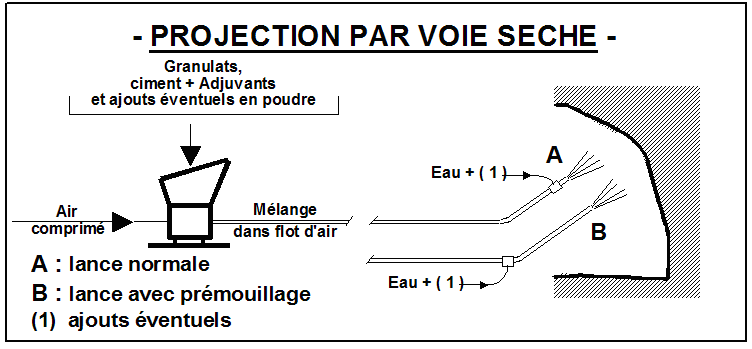 - PROJECTION PAR VOIE SECHE -
Granulats,
ciment + Adjuvants
et ajouts éventuels en poudre
Air
comprimé
Mélange
dans flot d'air
Eau + ( 1 )
A
B
Eau + ( 1 )
A : lance normale
B : lance avec prémouillage
(1) ajouts éventuels